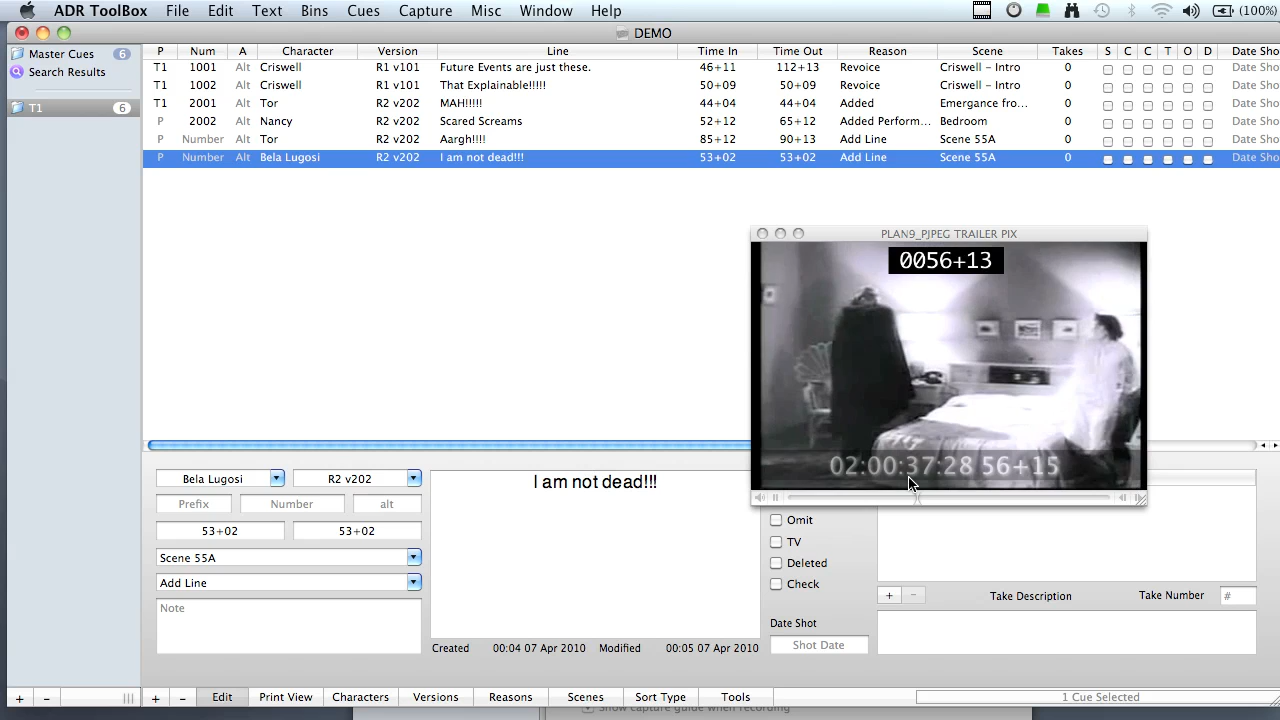 ADR ToolBox File Edit Text Bins Cues Capture Misc Window Help (100%)
DEMO
Master Cues 6
Search Results
T1 6
P Num A Character Version Line Time In Time Out Reason Scene Takes S C C T O D Date Sho
T1 1001 Alt Criswell R1 v101 Future Events are just these. 46+11 112+13 Revoice Criswell – Intro 0 Date Sho
T1 1002 Alt Criswell R1 v101 That Explainable!!!!! 50+09 50+09 Revoice Criswell – Intro 0 Date Sho
T1 2001 Alt Tor R2 v202 MAH!!!!! 44+04 44+04 Added Emergance fro... 0 Date Sho
P 2002 Alt Nancy R2 v202 Scared Screams 52+12 65+12 Added Perform... Bedroom 0 Date Sho
P Number Alt Tor R2 v202 Aargh!!!! 85+12 90+13 Add Line Scene 55A 0 Date Sho
P Number Alt Bela Lugosi R2 v202 I am not dead!!! 53+02 53+02 Add Line Scene 55A 0 Date Sho
PLAN9_PJPEG TRAILER PIX
0056+13
02:00:37:28 56+15
Bela Lugosi R2 v202
Prefix Number alt
53+02 53+02
Scene 55A
Add Line
Note
I am not dead!!!
Created 00:04 07 Apr 2010 Modified 00:05 07 Apr 2010
Omit
TV
Deleted
Check
Date Shot
Shot Date
+ – Take Description Take Number #
+ – + – Edit Print View Characters Versions Reasons Scenes Sort Type Tools 1 Cue Selected
Show capture guide when recording